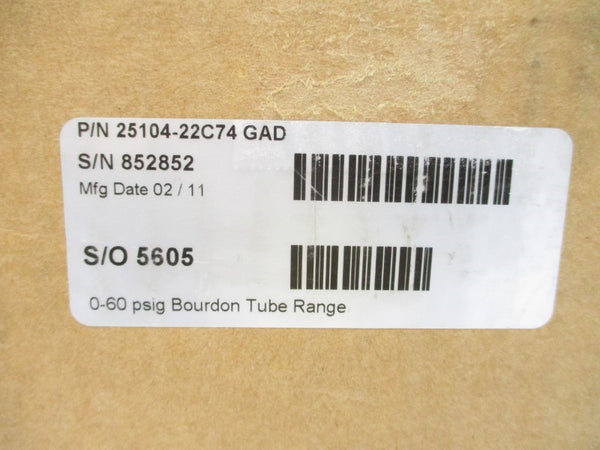 P/N 25104-22C74 GAD
S/N 852852
Mfg Date 02 / 11
S/O 5605
0-60 psig Bourdon Tube Range